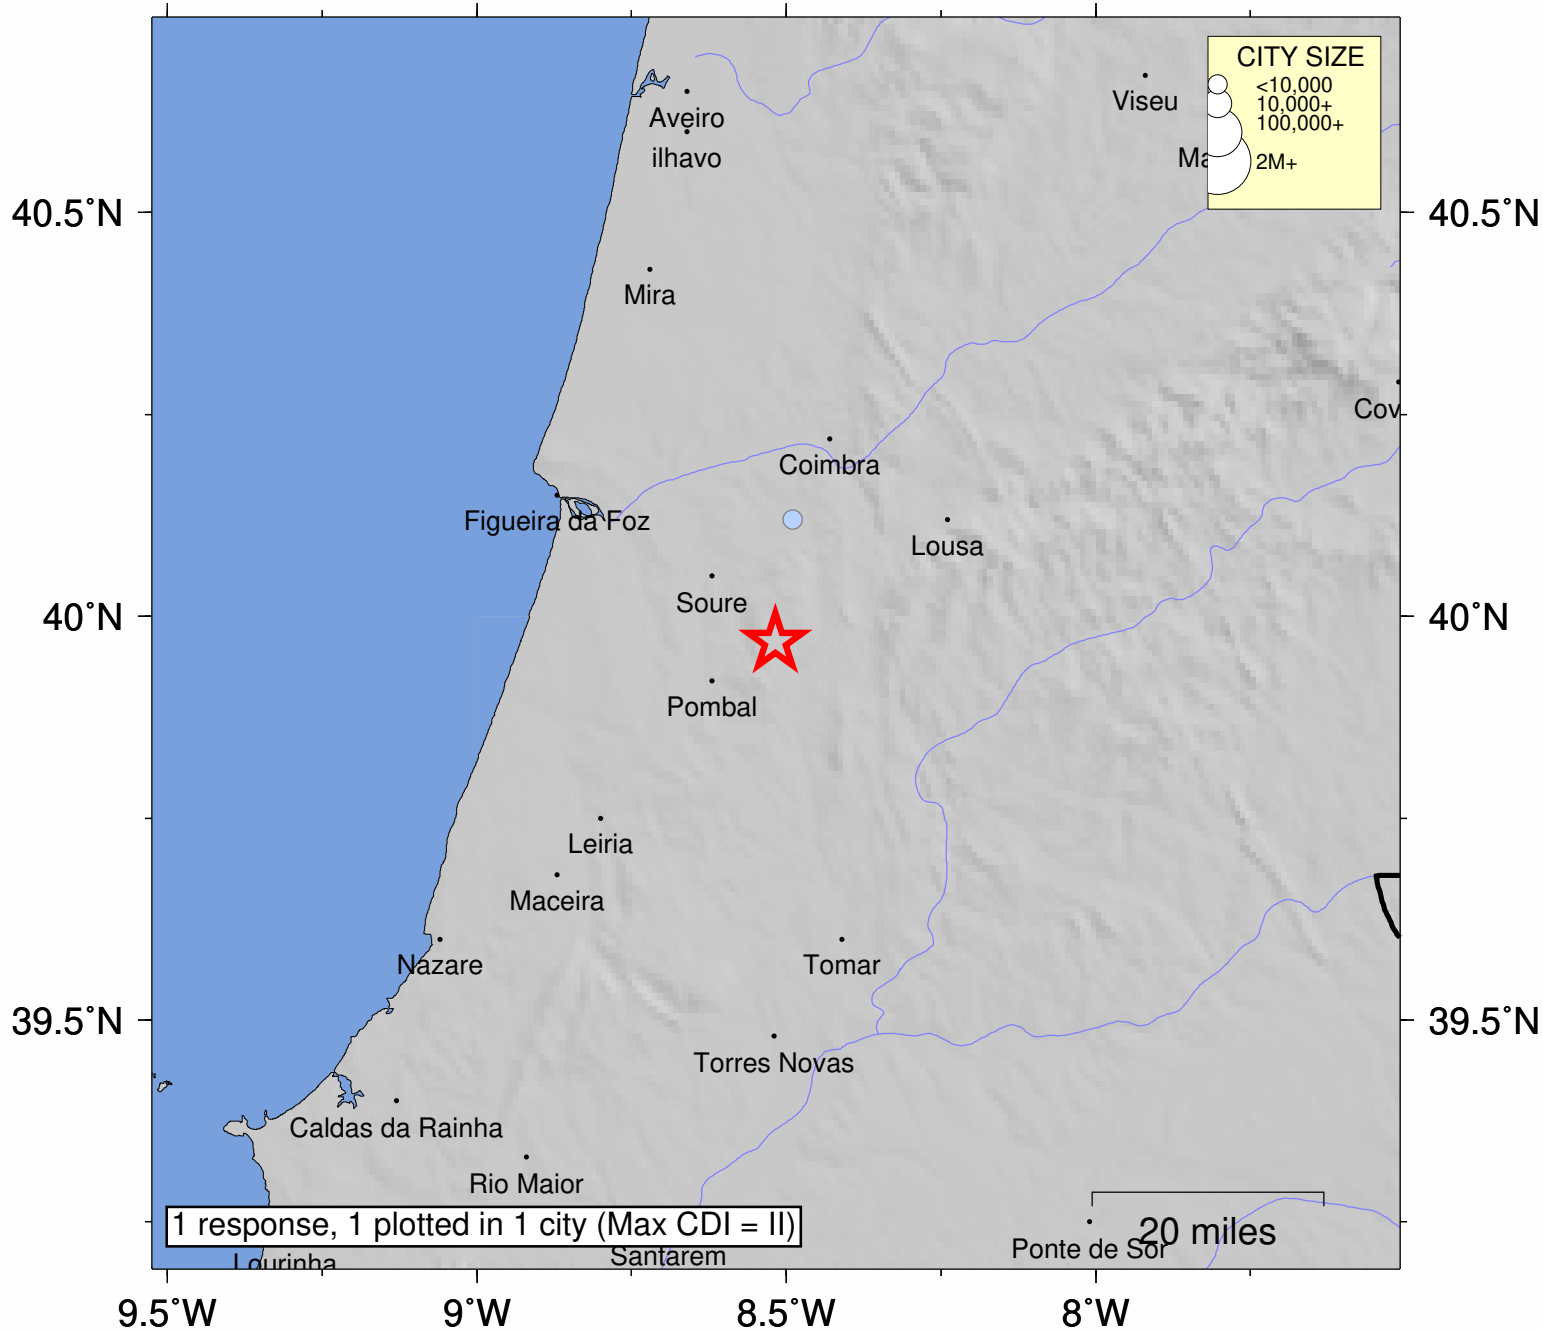 CITY SIZE
<10,000
10,000+
100,000+
2M+
Viseu
Aveiro
ilhavo
Ma
40.5°N
40.5°N
Mira
Cov
Coimbra
Figueira da Foz
Lousa
Soure
40°N
40°N
Pombal
Leiria
Maceira
Nazare
Tomar
39.5°N
39.5°N
Torres Novas
Caldas da Rainha
Rio Maior
1 response, 1 plotted in 1 city (Max CDI = II)
20 miles
Ponte de Sor
Santarem
Lourinha
9.5°W
9°W
8.5°W
8°W